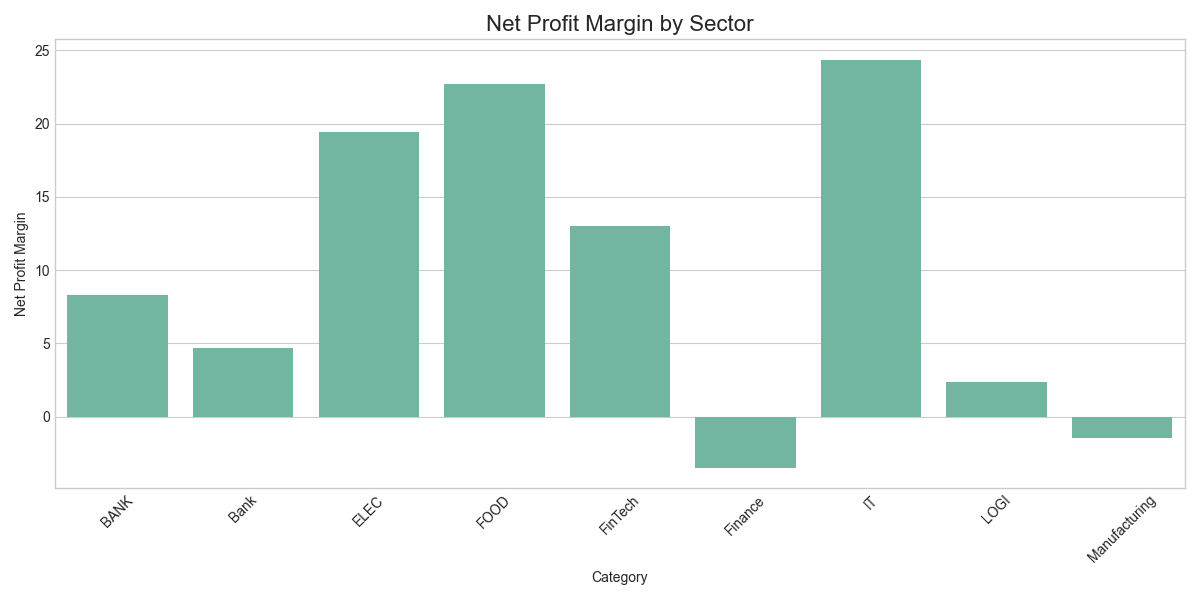 Net Profit Margin by Sector
Net Profit Margin
25
20
15
10
5
0
BANK
Bank
ELEC
FOOD
FinTech
Finance
IT
LOGI
Manufacturing
Category